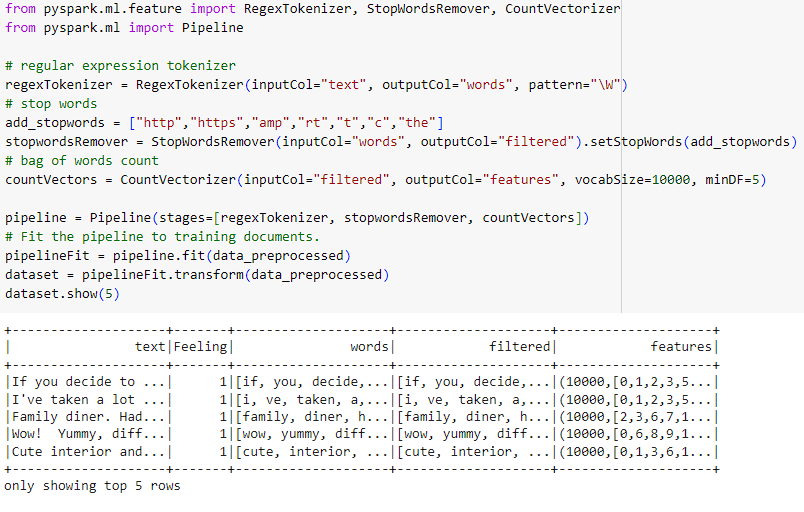 from pyspark.ml.feature import RegexTokenizer, StopWordsRemover, CountVectorizer
from pyspark.ml import Pipeline

# regular expression tokenizer
regexTokenizer = RegexTokenizer(inputCol="text", outputCol="words", pattern="\W")
# stop words
add_stopwords = ["http","https","amp","rt","t","c","the"]
stopwordsRemover = StopWordsRemover(inputCol="words", outputCol="filtered").setStopWords(add_stopwords)
# bag of words count
countVectors = CountVectorizer(inputCol="filtered", outputCol="features", vocabSize=10000, minDF=5)

pipeline = Pipeline(stages=[regexTokenizer, stopwordsRemover, countVectors])
# Fit the pipeline to training documents.
pipelineFit = pipeline.fit(data_preprocessed)
dataset = pipelineFit.transform(data_preprocessed)
dataset.show(5)

+--------------------+-------+--------------------+--------------------+--------------------+
|                text|Feeling|               words|            filtered|            features|
+--------------------+-------+--------------------+--------------------+--------------------+
|If you decide to ...|      1|[if, you, decide,...|[if, you, decide,...|(10000,[0,1,2,3,5...|
|I've taken a lot ...|      1|[i, ve, taken, a,...|[i, ve, taken, a,...|(10000,[0,1,2,3,5...|
|Family diner. Had...|      1|[family, diner, h...|[family, diner, h...|(10000,[2,3,6,7,1...|
|Wow!  Yummy, diff...|      1|[wow, yummy, diff...|[wow, yummy, diff...|(10000,[0,6,8,9,1...|
|Cute interior and...|      1|[cute, interior, ...|[cute, interior, ...|(10000,[0,1,3,6,1...|
+--------------------+-------+--------------------+--------------------+--------------------+
only showing top 5 rows